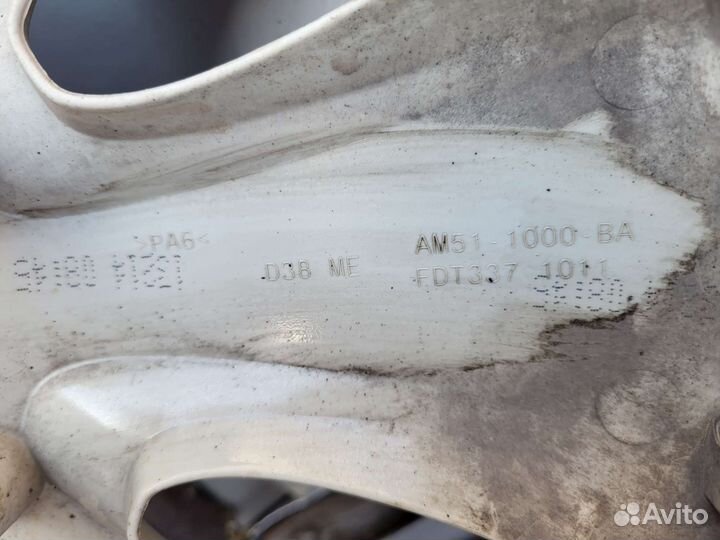 >PA6<
D38 ME
AM51-1000-BA
FDT337 1011
Avito